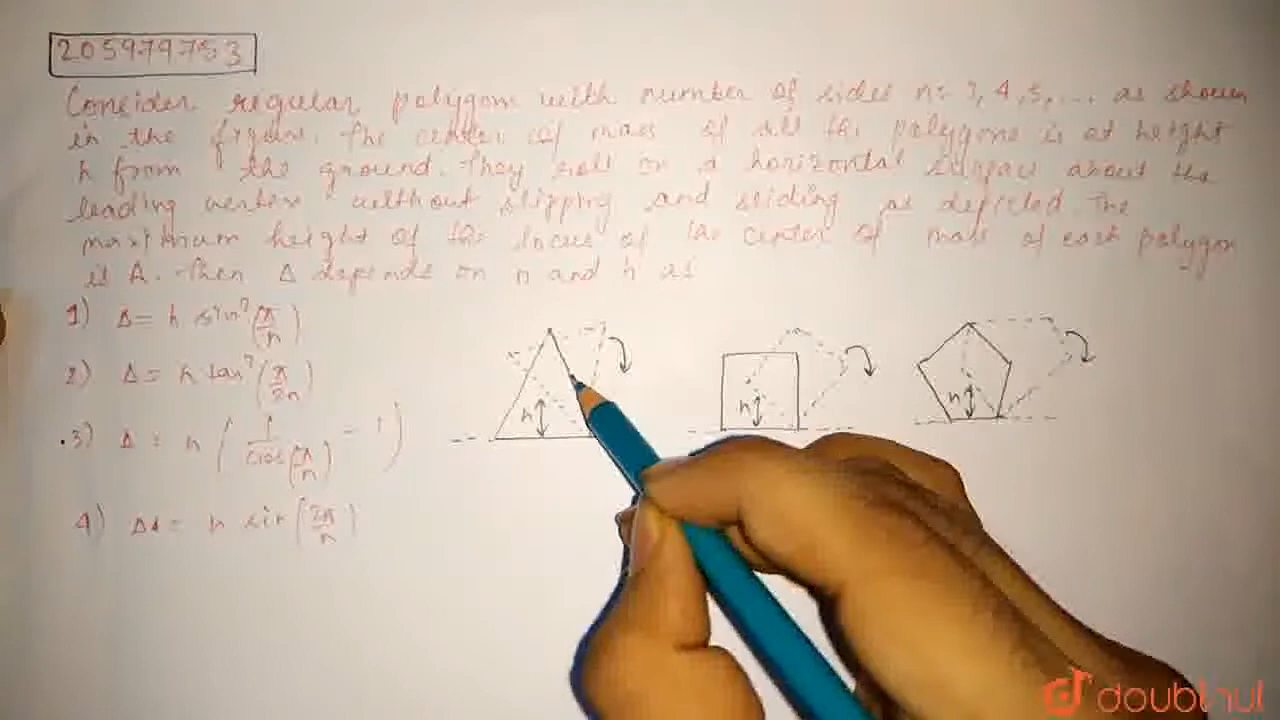 205979753
Consider regular polygon with number of sides n= 3, 4, 5, ... as shown
in the figure. The center of mass of all the polygons is at height
h from the ground. They roll on a horizontal surface about the
leading vertex without slipping and sliding as depicted. The
maximum height of the locus of the center of mass of each polygon
is Δ. Then Δ depends on n and h as
1) Δ = h sin²(π/n)
2) Δ = h tan²(π/2n)
3) Δ = h (1/cos(π/n) - 1)
4) Δ = h sin(2π/n)
h
h
h
doubtnut